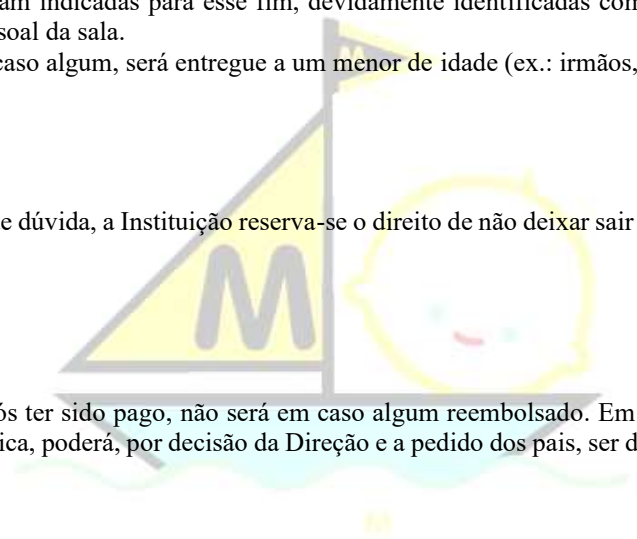 am indicadas para esse fim, devidamente identificadas com
soal da sala.
caso algum, será entregue a um menor de idade (ex.: irmãos,
M
e dúvida, a Instituição reserva-se o direito de não deixar sair
M
ós ter sido pago, não será em caso algum reembolsado. Em
ica, poderá, por decisão da Direção e a pedido dos pais, ser d
M